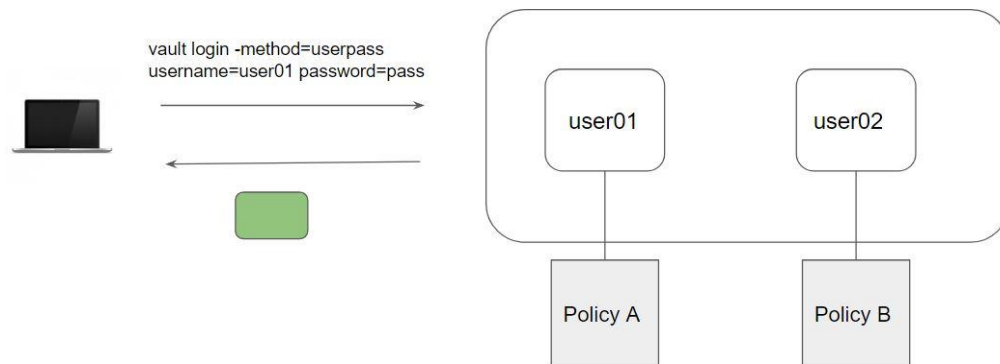 vault login -method=userpass
username=user01 password=pass
user01
user02
Policy A
Policy B